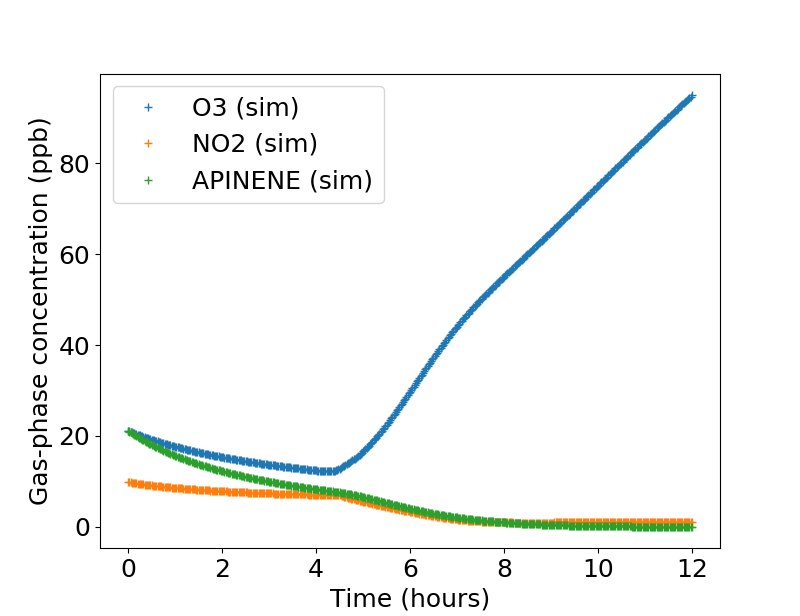 O3 (sim)
NO2 (sim)
APINENE (sim)
Gas-phase concentration (ppb)
80
60
40
20
0
0 2 4 6 8 10 12
Time (hours)